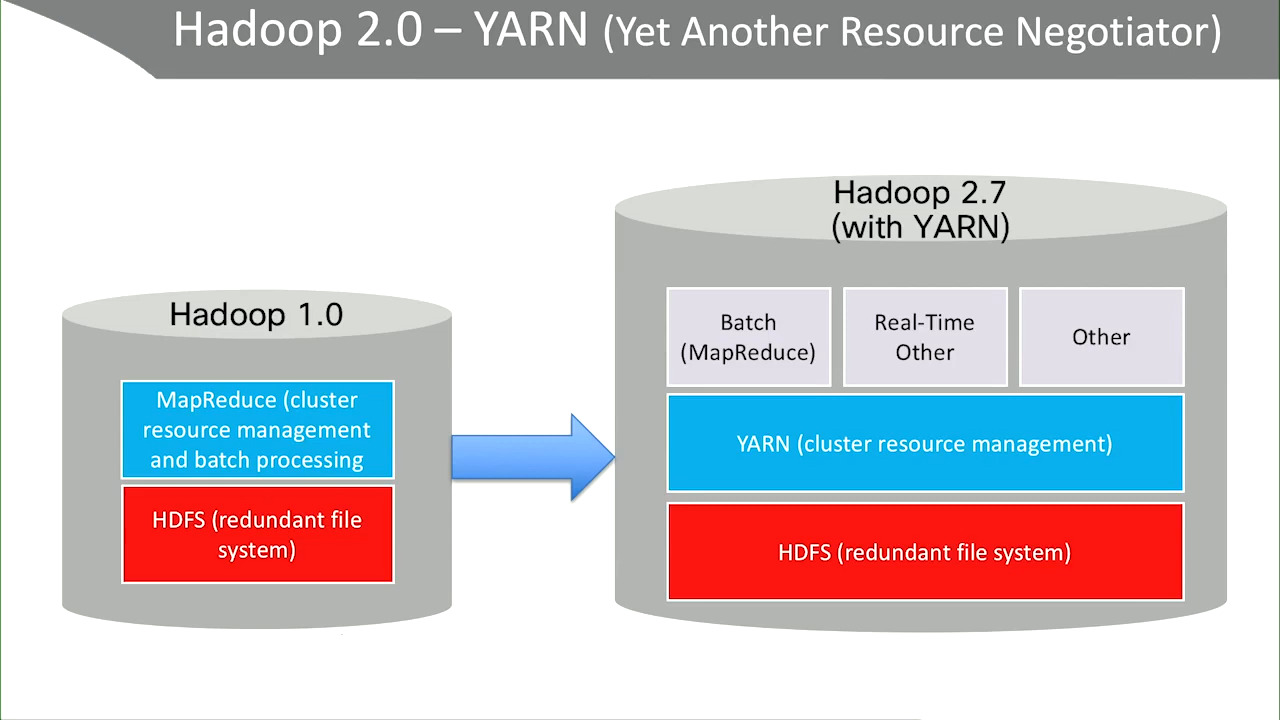 Hadoop 2.0 – YARN (Yet Another Resource Negotiator)
Hadoop 1.0
MapReduce (cluster
resource management
and batch processing
HDFS (redundant file
system)
Hadoop 2.7
(with YARN)
Batch
(MapReduce)
Real-Time
Other
Other
YARN (cluster resource management)
HDFS (redundant file system)